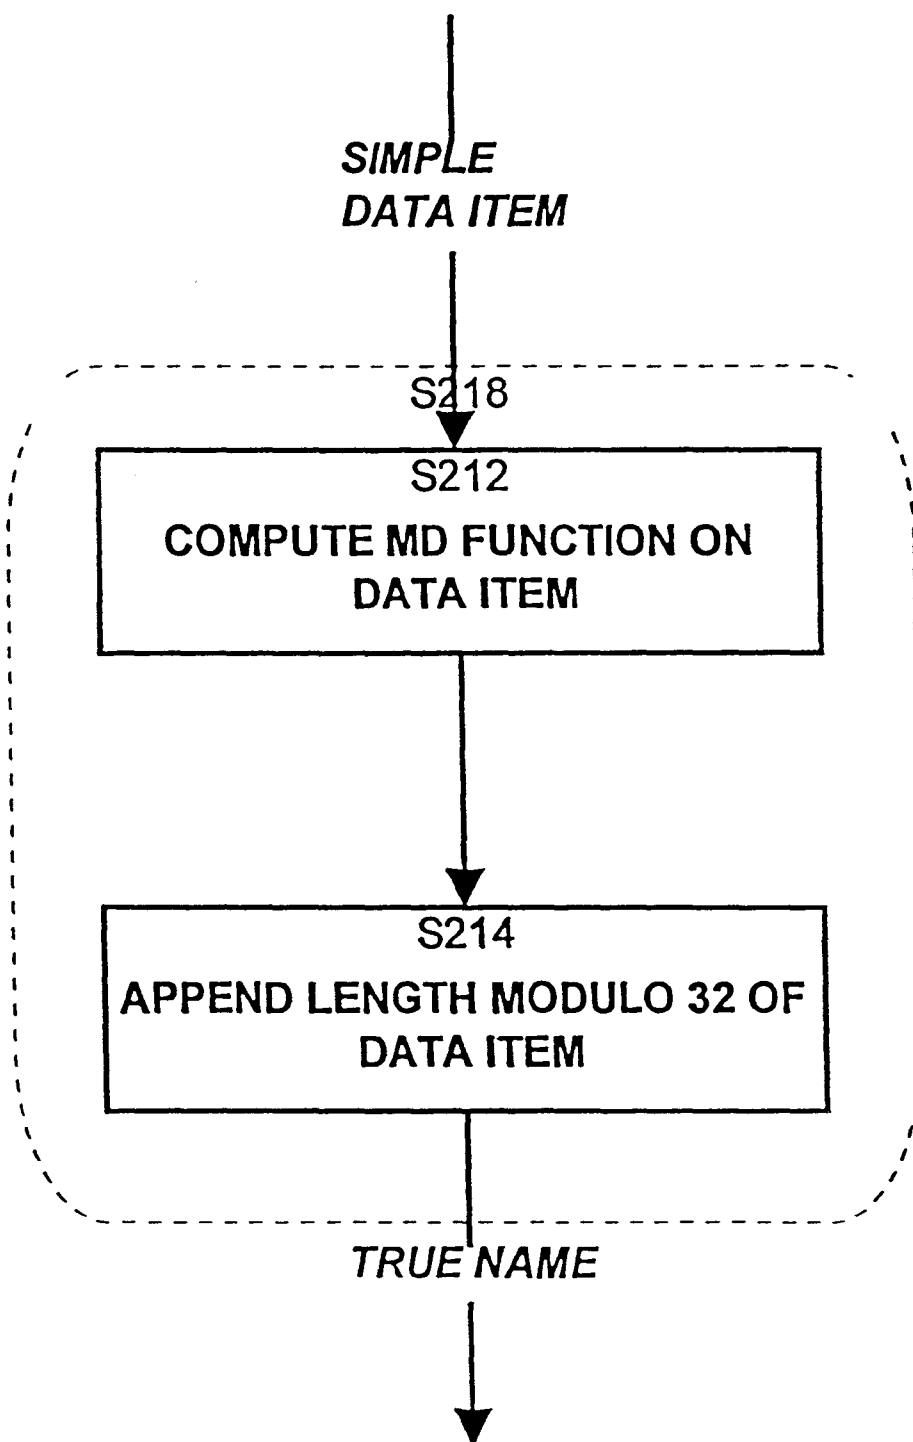 SIMPLE
DATA ITEM
S218
S212
COMPUTE MD FUNCTION ON
DATA ITEM
S214
APPEND LENGTH MODULO 32 OF
DATA ITEM
TRUE NAME